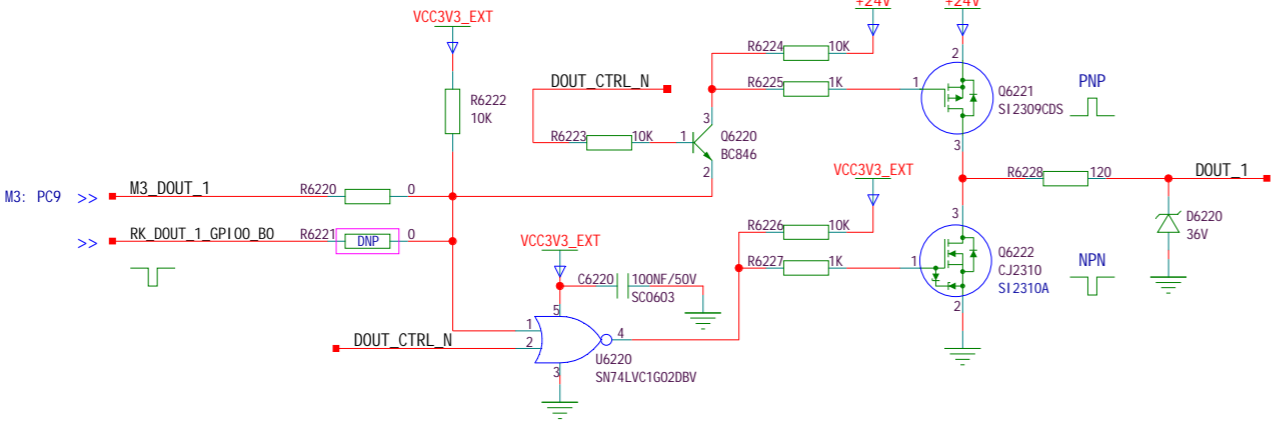 +24V
+24V
VCC3V3_EXT
R6224
10K
2
DOUT_CTRL_N
R6225
1K
1
Q6221
SI2309CDS
PNP
R6222
10K
3
R6223
10K
1
Q6220
BC846
3
2
VCC3V3_EXT
R6228
120
DOUT_1
M3: PC9
>>
M3_DOUT_1
R6220
0
>>
RK_DOUT_1_GPIO0_B0
R6221
DNP
0
R6226
10K
3
D6220
36V
VCC3V3_EXT
R6227
1K
1
Q6222
CJ2310
SI2310A
NPN
C6220
100NF/50V
SC0603
2
5
1
DOUT_CTRL_N
2
4
3
U6220
SN74LVC1G02DBV